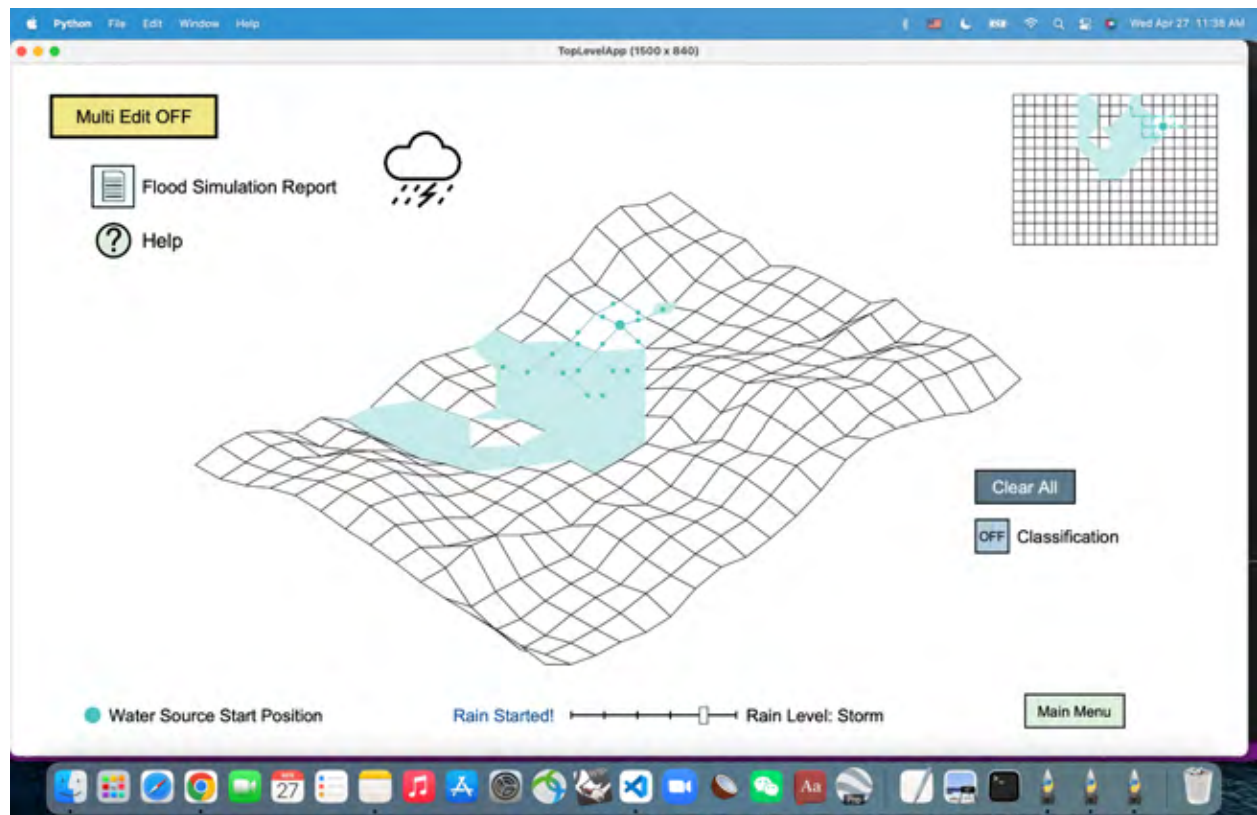 Python File Edit Window Help
Wed Apr 27 11:38 AM
TopLevelApp (1500 x 840)
Multi Edit OFF
Flood Simulation Report
? Help
Clear All
OFF Classification
Water Source Start Position
Rain Started!
Rain Level: Storm
Main Menu
27
Aa